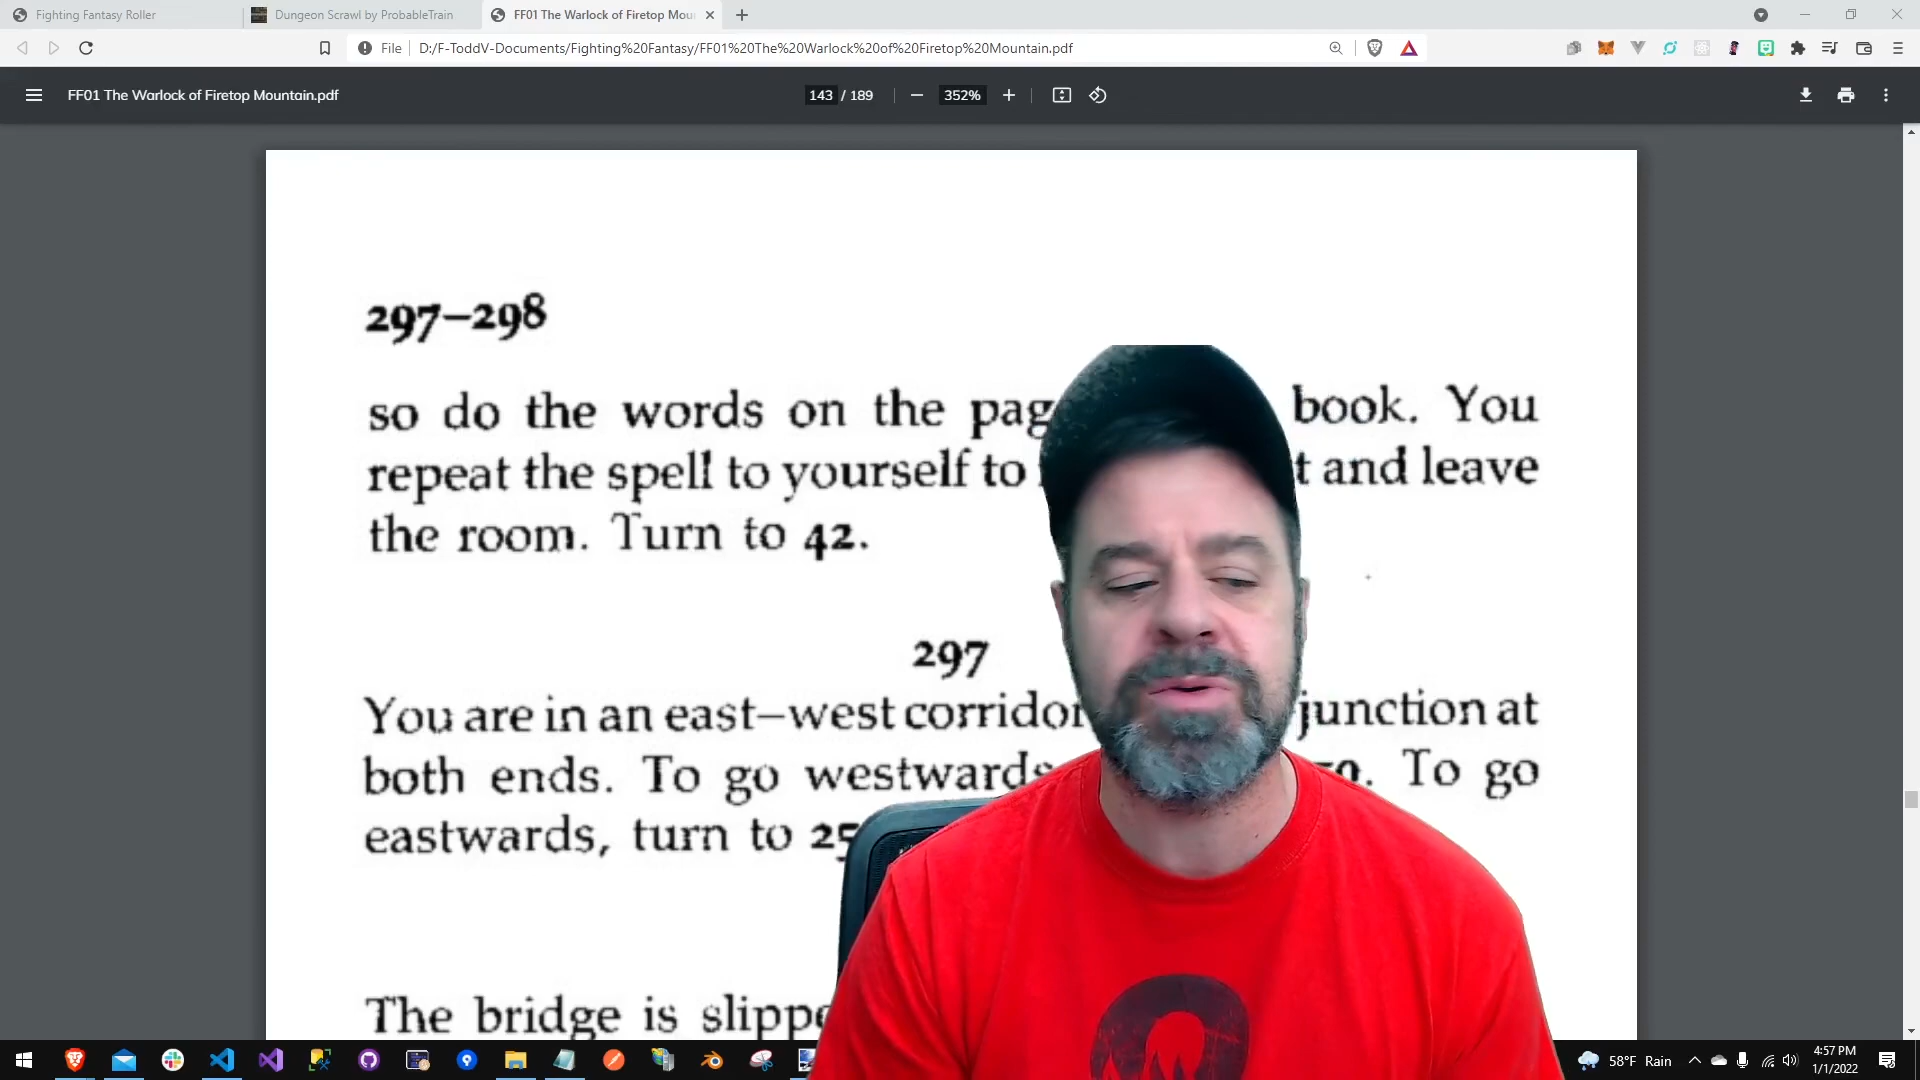 Fighting Fantasy Roller
Dungeon Scrawl by ProbableTrain
FF01 The Warlock of Firetop Mou
File
D:/F-ToddV-Documents/Fighting%20Fantasy/FF01%20The%20Warlock%20of%20Firetop%20Mountain.pdf
FF01 The Warlock of Firetop Mountain.pdf
143 / 189
352%
297–298
so do the words on the book. You
repeat the spell to yourself to and leave
the room. Turn to 42.
297
You are in an east–west corridor junction at
both ends. To go westwards To go
eastwards, turn to
The bridge is
58°F Rain
4:57 PM
1/1/2022